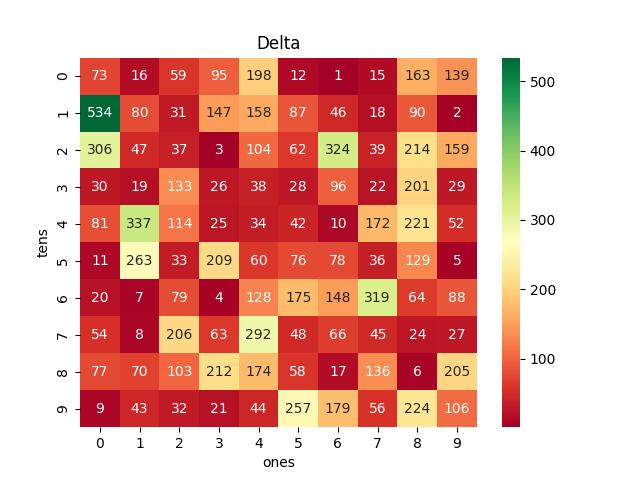 Delta
0 73 16 59 95 198 12 1 15 163 139
1 534 80 31 147 158 87 46 18 90 2
2 306 47 37 3 104 62 324 39 214 159
3 30 19 133 26 38 28 96 22 201 29
4 81 337 114 25 34 42 10 172 221 52
5 11 263 33 209 60 76 78 36 129 5
6 20 7 79 4 128 175 148 319 64 88
7 54 8 206 63 292 48 66 45 24 27
8 77 70 103 212 174 58 17 136 6 205
9 9 43 32 21 44 257 179 56 224 106
0 1 2 3 4 5 6 7 8 9
ones
tens
500
400
300
200
100